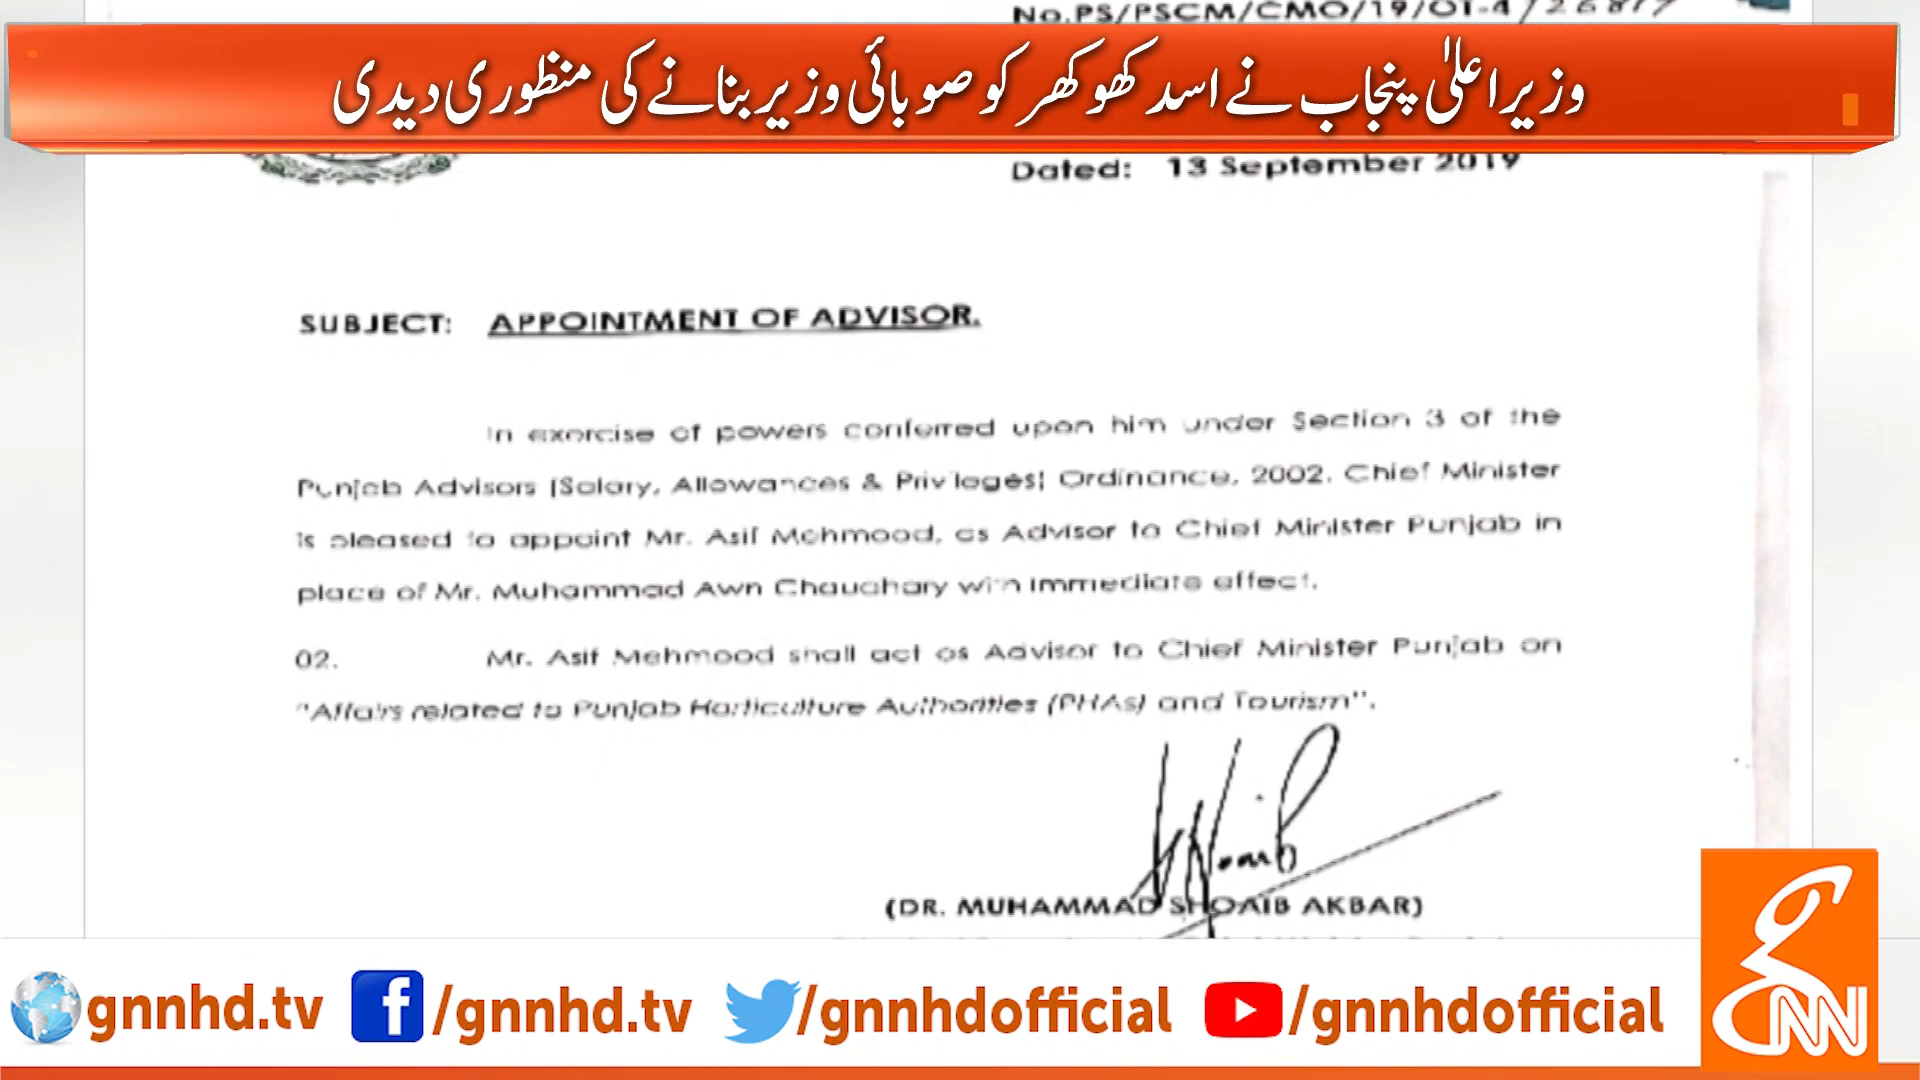 No.PS/PSCM/CMO/19/OT-4/26817
وزیراعلیٰ پنجاب نے اسد کھوکھر کو صوبائی وزیر بنانے کی منظوری دیدی
Dated: 13 September 2019
SUBJECT: APPOINTMENT OF ADVISOR.
In exercise of powers conferred upon him under Section 3 of the
Punjab Advisors (Salary, Allowances & Privileges) Ordinance, 2002, Chief Minister
is pleased to appoint Mr. Asif Mehmood, as Advisor to Chief Minister Punjab in
place of Mr. Muhammad Awn Chaudhary with immediate effect.
02. Mr. Asif Mehmood shall act as Advisor to Chief Minister Punjab on
"Affairs related to Punjab Horticulture Authorities (PHAs) and Tourism".
(DR. MUHAMMAD SHOAIB AKBAR)
gnnhd.tv /gnnhd.tv /gnnhdofficial /gnnhdofficial
GNN